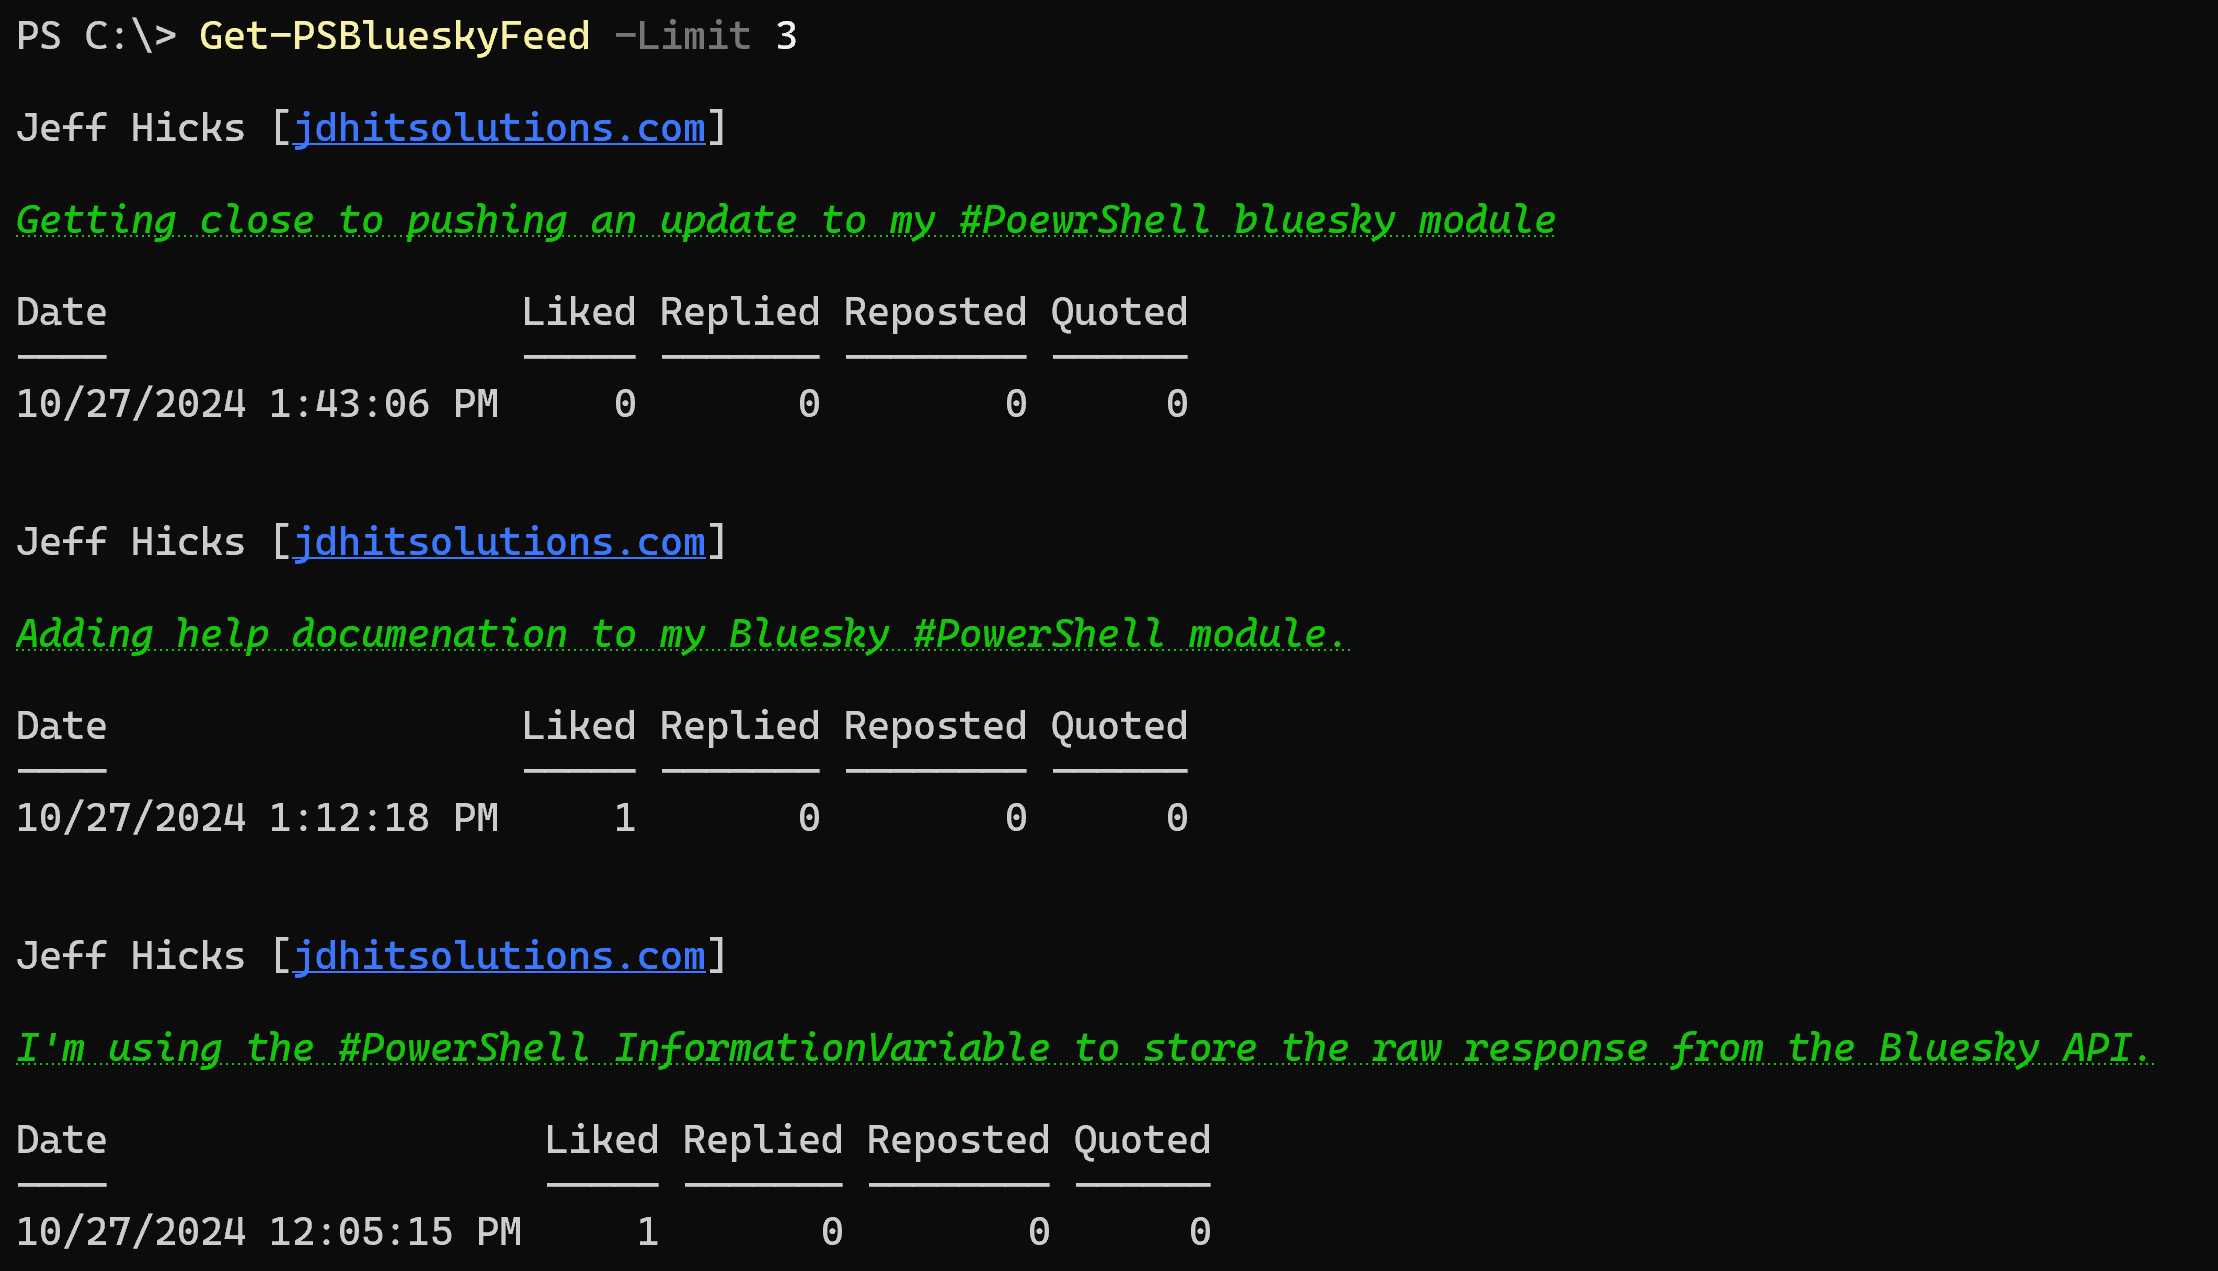 PS C:\> Get-PSBlueskyFeed -Limit 3
Jeff Hicks [jdhitsolutions.com]
Getting close to pushing an update to my #PoewrShell bluesky module
Date Liked Replied Reposted Quoted
---- ----- ------- -------- ------
10/27/2024 1:43:06 PM 0 0 0 0
Jeff Hicks [jdhitsolutions.com]
Adding help documenation to my Bluesky #PowerShell module.
Date Liked Replied Reposted Quoted
---- ----- ------- -------- ------
10/27/2024 1:12:18 PM 1 0 0 0
Jeff Hicks [jdhitsolutions.com]
I'm using the #PowerShell InformationVariable to store the raw response from the Bluesky API.
Date Liked Replied Reposted Quoted
---- ----- ------- -------- ------
10/27/2024 12:05:15 PM 1 0 0 0